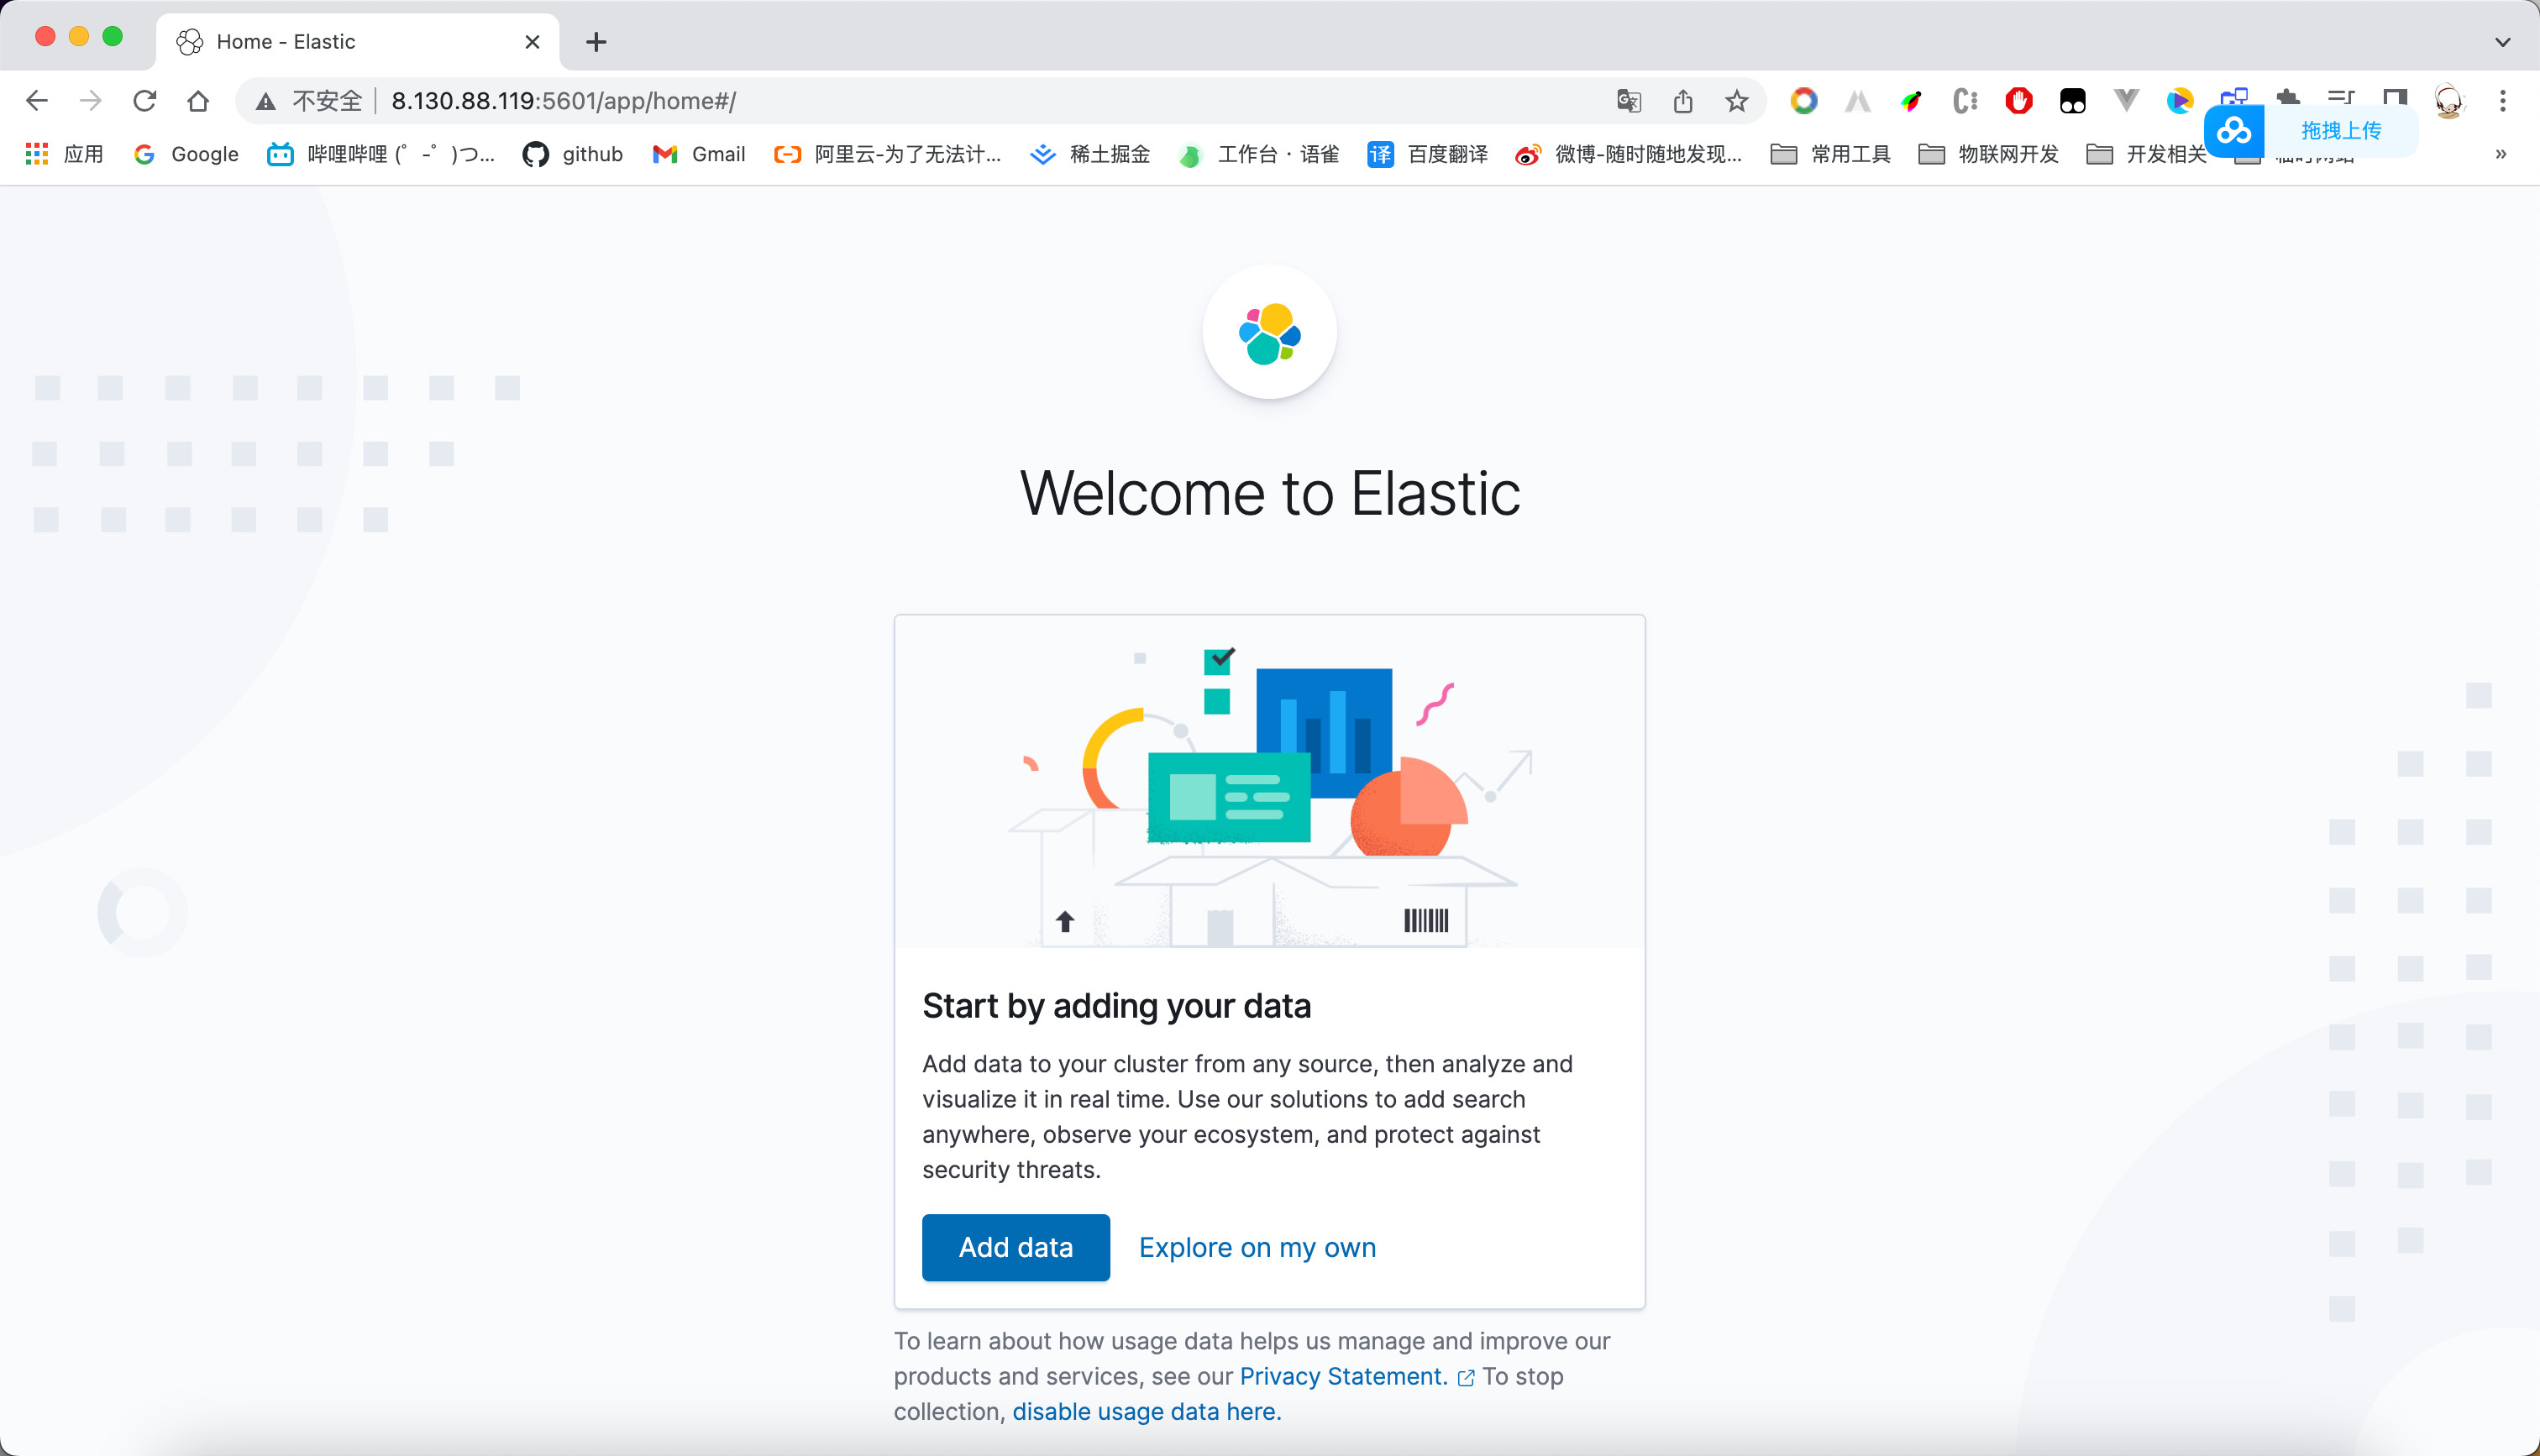 Home - Elastic
不安全 8.130.88.119:5601/app/home#/
拖拽上传
应用 Google 哔哩哔哩 (゜-゜)つ... github Gmail 阿里云-为了无法计... 稀土掘金 工作台 · 语雀 译 百度翻译 微博-随时随地发现... 常用工具 物联网开发 开发相关 »
Welcome to Elastic
Start by adding your data
Add data to your cluster from any source, then analyze and
visualize it in real time. Use our solutions to add search
anywhere, observe your ecosystem, and protect against
security threats.
Add data Explore on my own
To learn about how usage data helps us manage and improve our
products and services, see our Privacy Statement. To stop
collection, disable usage data here.